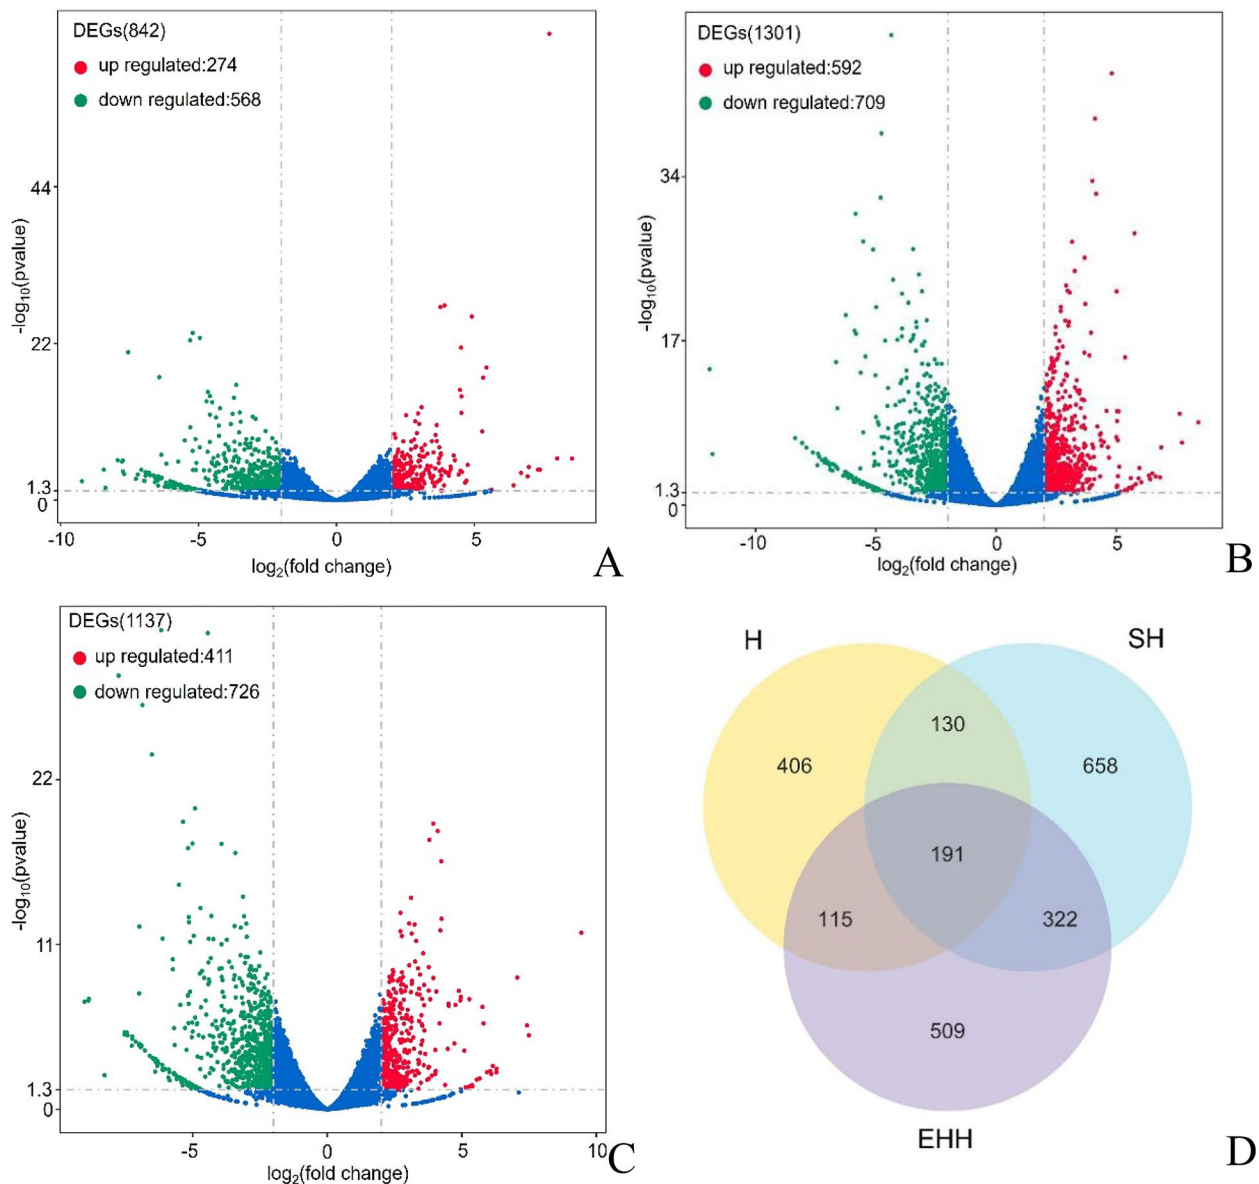 DEGs(842)
up regulated:274
down regulated:568
44
22
1.3
0
-log10(pvalue)
-10
-5
0
5
log2(fold change)
A
DEGs(1301)
up regulated:592
down regulated:709
34
17
1.3
0
-log10(pvalue)
-10
-5
0
5
log2(fold change)
B
DEGs(1137)
up regulated:411
down regulated:726
22
11
1.3
0
-log10(pvalue)
-5
0
5
10
log2(fold change)
C
H
SH
130
406
658
191
115
322
509
EHH
D